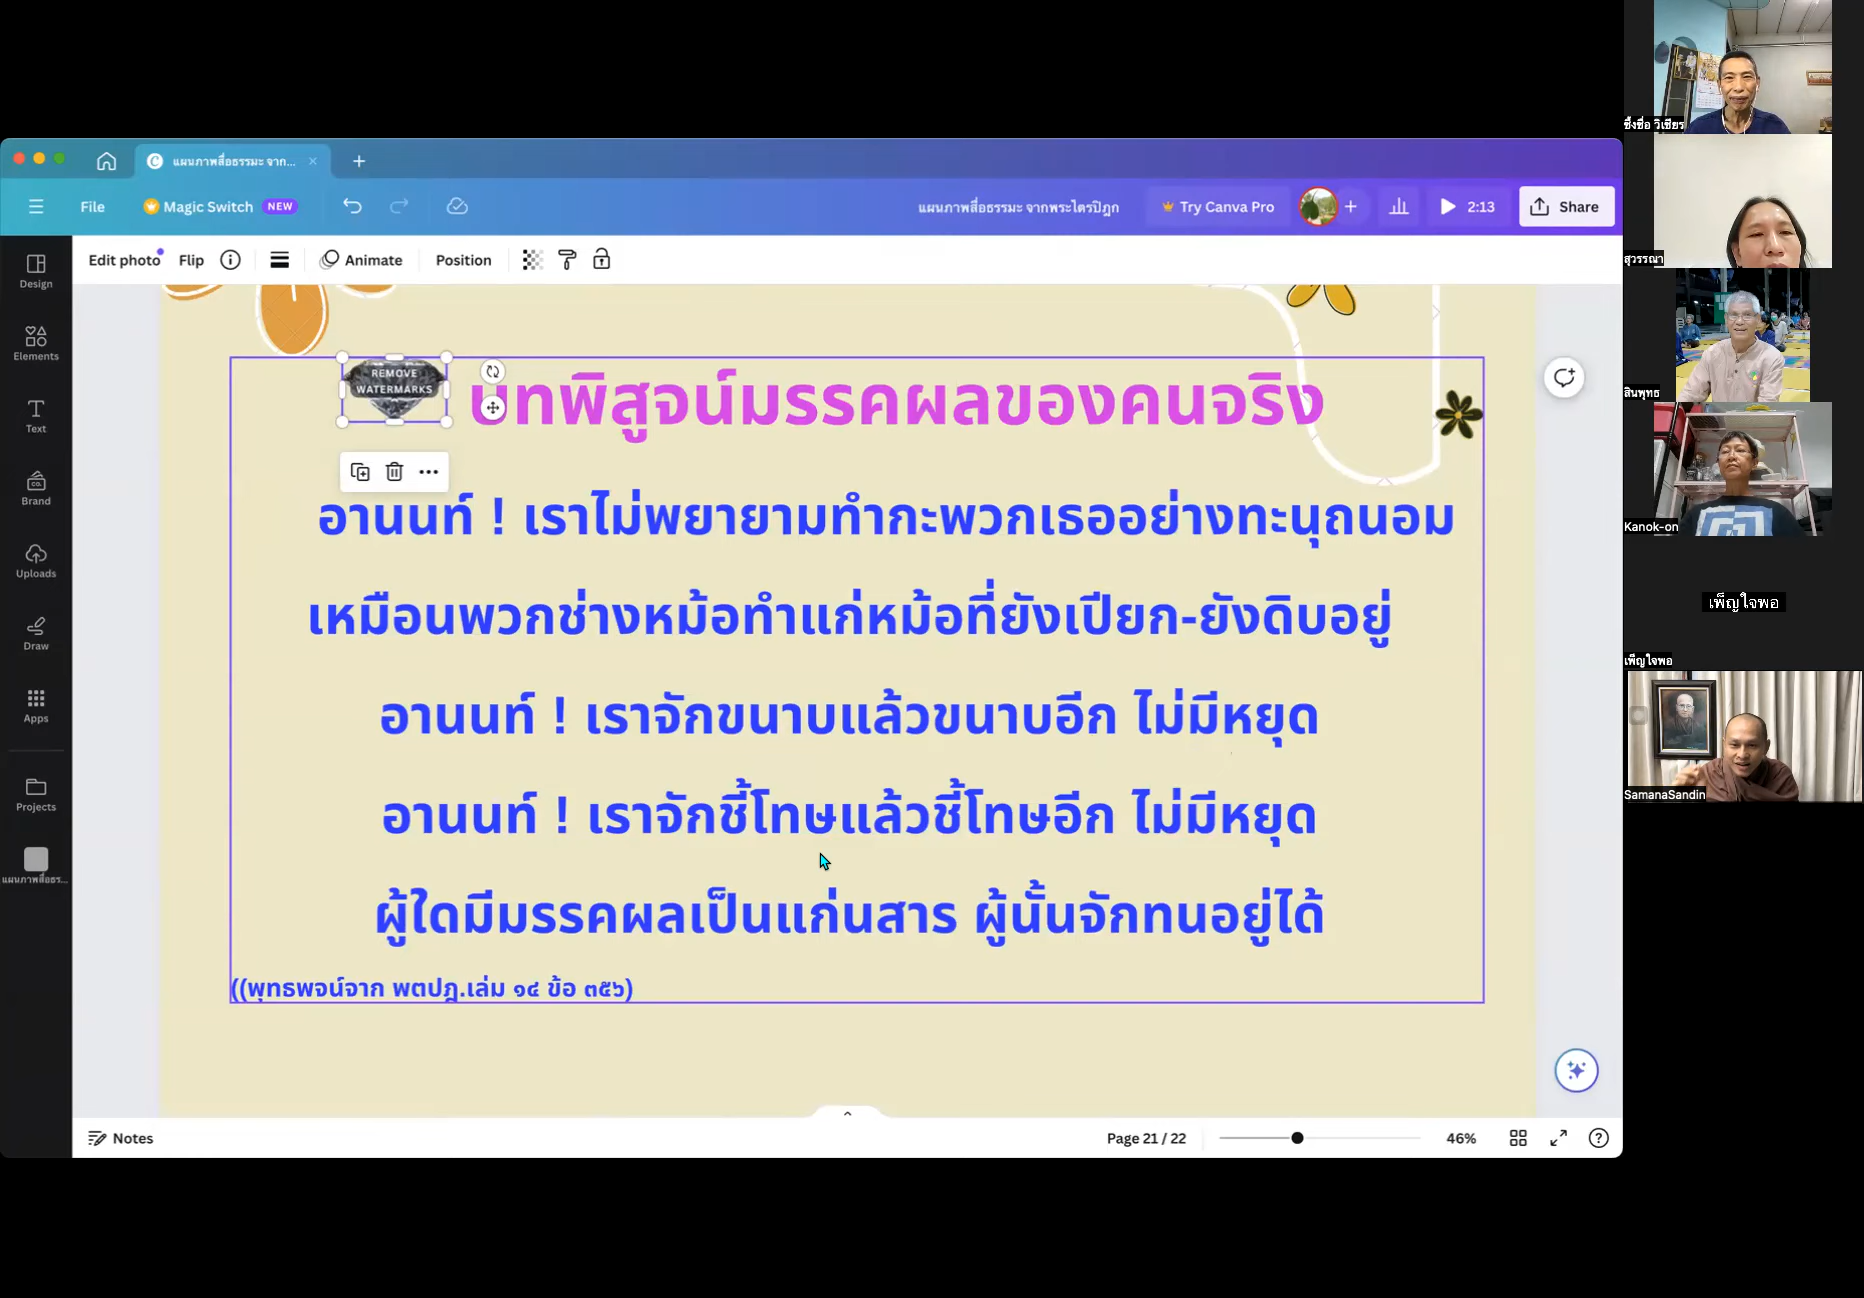 แผนภาพสื่อธรรมะ จาก...
File
Magic Switch NEW
แผนภาพสื่อธรรมะ จากพระไตรปิฎก
Try Canva Pro
2:13
Share
Edit photo
Flip
Animate
Position
Design
Elements
Text
Brand
Uploads
Draw
Apps
Projects
แผนภาพสื่อธร...
REMOVE
WATERMARKS
บทพิสูจน์มรรคผลของคนจริง
อานนท์ ! เราไม่พยายามทำกะพวกเธออย่างทะนุถนอม
เหมือนพวกช่างหม้อทำแก่หม้อที่ยังเปียก-ยังดิบอยู่
อานนท์ ! เราจักขนาบแล้วขนาบอีก ไม่มีหยุด
อานนท์ ! เราจักชี้โทษแล้วชี้โทษอีก ไม่มีหยุด
ผู้ใดมีมรรคผลเป็นแก่นสาร ผู้นั้นจักทนอยู่ได้
((พุทธพจน์จาก พตปฎ.เล่ม ๑๔ ข้อ ๓๕๖)
Notes
Page 21 / 22
46%
ซึ้งซื่อ วิเชียร
สุวรรณา
สินพุทธ
Kanok-on
เพ็ญใจพอ
เพ็ญใจพอ
SamanaSandin